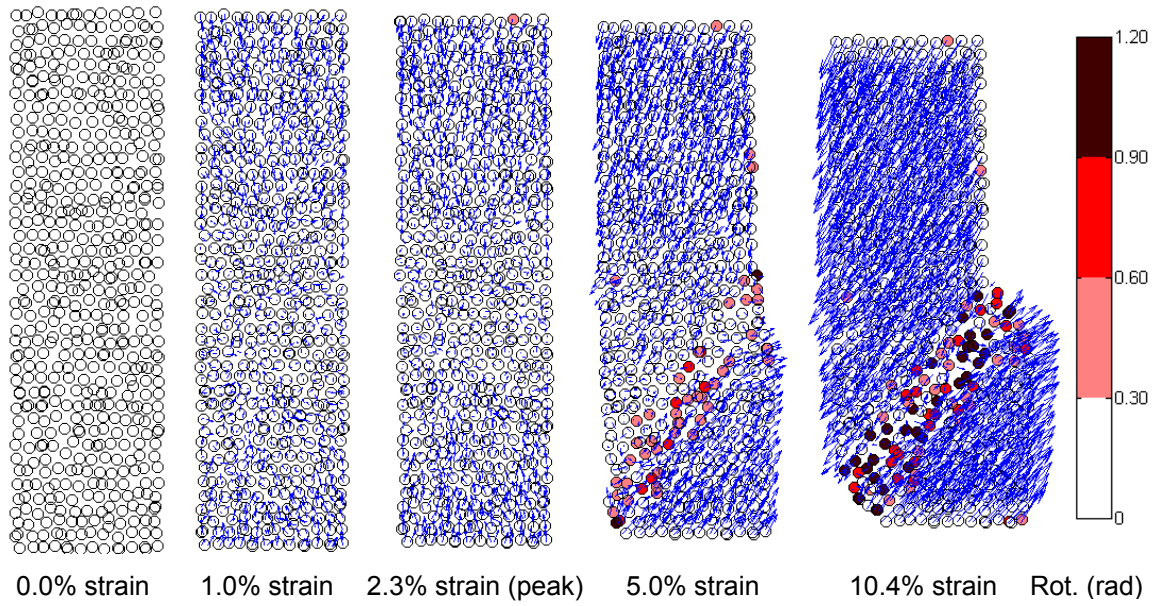 1.20
0.90
0.60
0.30
0
0.0% strain
1.0% strain
2.3% strain (peak)
5.0% strain
10.4% strain
Rot. (rad)